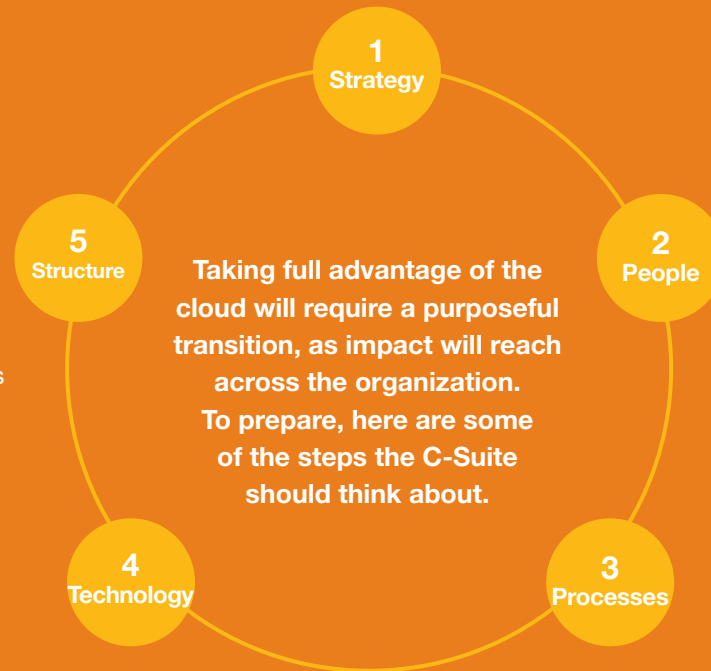 1
Strategy
2
People
5
Structure
Taking full advantage of the
cloud will require a purposeful
transition, as impact will reach
across the organization.
To prepare, here are some
of the steps the C-Suite
should think about.
s
4
Technology
3
Processes